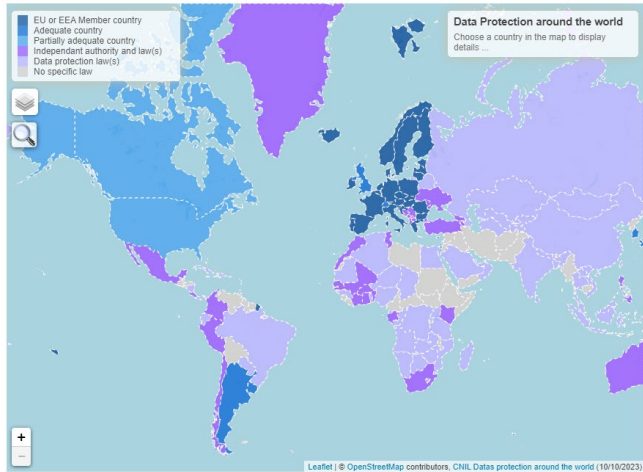 EU or EEA Member country
Adequate country
Partially adequate country
Independant authority and law(s)
Data protection law(s)
No specific law
Data Protection around the world
Choose a country in the map to display
details ...
+
−
Leaflet | © OpenStreetMap contributors, CNIL Datas protection around the world (10/10/2023)